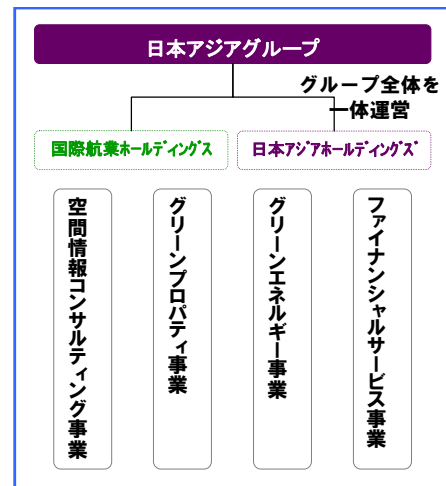 日本アジアグループ
グループ全体を
一体運営
国際航業ホールディングス
日本アジアホールディングズ
空間情報コンサルティング事業
グリーンプロパティ事業
グリーンエネルギー事業
ファイナンシャルサービス事業